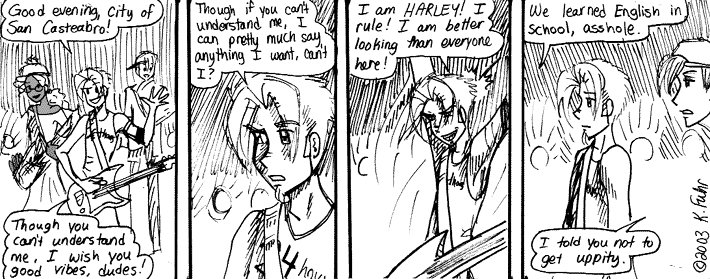 Good evening, City of
San Casteabro!
Though you
can't understand
me, I wish you
good vibes, dudes!
Though if you can't
understand me, I
can pretty much say
anything I want, can't
I?
I am HARLEY! I
rule! I am better
looking than everyone
here!
We learned English in
school, asshole.
I told you not to
get uppity.
©2003 K. Fuhr